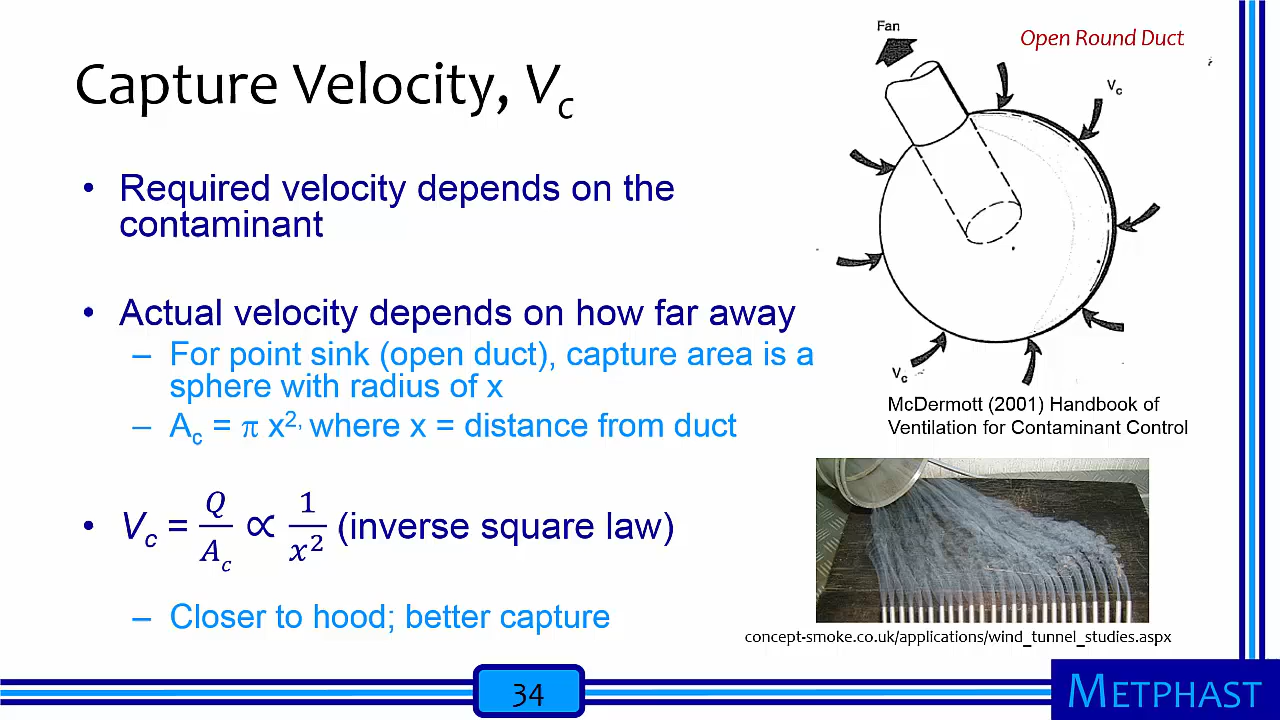 Fan
Open Round Duct
Capture Velocity, Vc
Vc
• Required velocity depends on the
contaminant
• Actual velocity depends on how far away
– For point sink (open duct), capture area is a
sphere with radius of x
– Ac = π x², where x = distance from duct
Vc
McDermott (2001) Handbook of
Ventilation for Contaminant Control
• Vc = Q/Ac ∝ 1/x² (inverse square law)
– Closer to hood; better capture
concept-smoke.co.uk/applications/wind_tunnel_studies.aspx
34
METPHAST